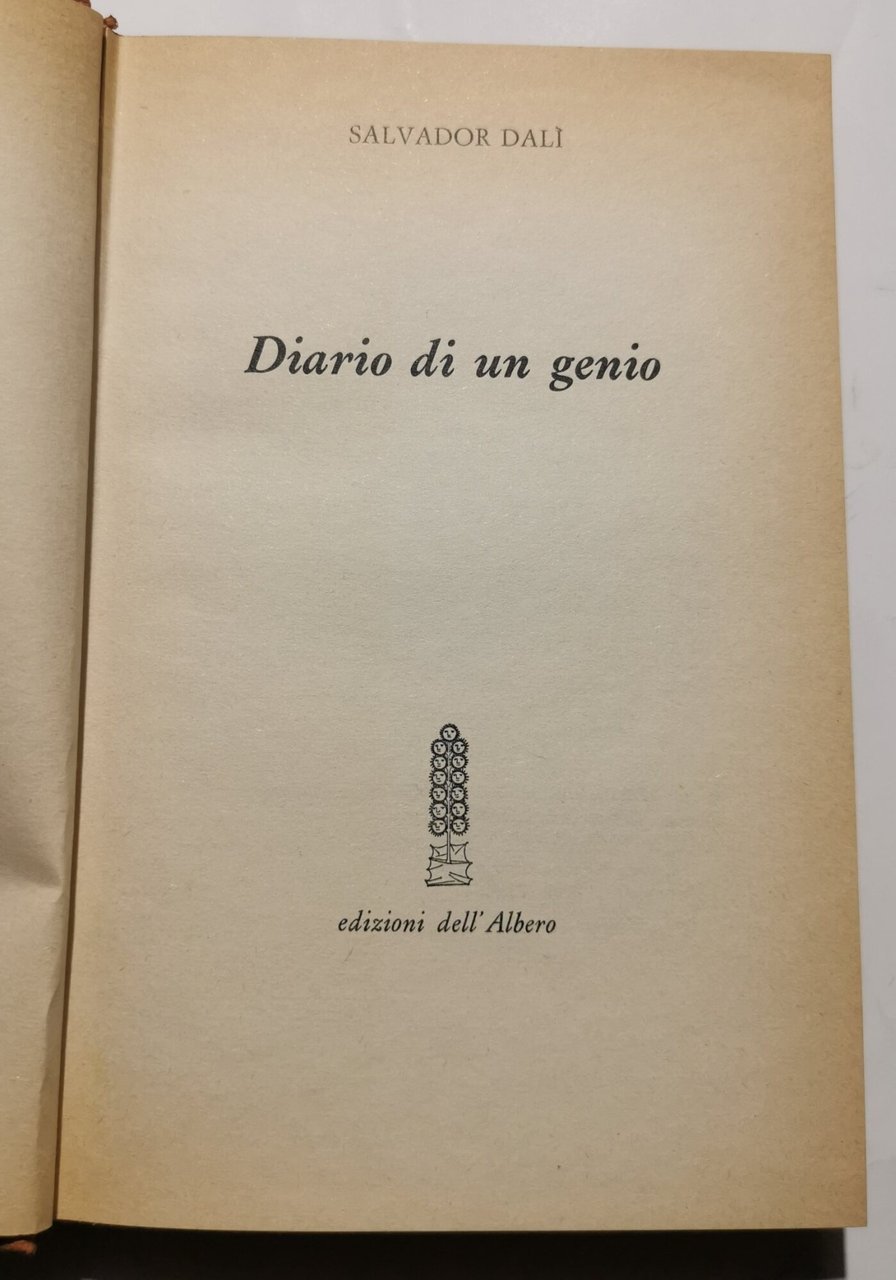 SALVADOR DALÌ
Diario di un genio
edizioni dell'Albero